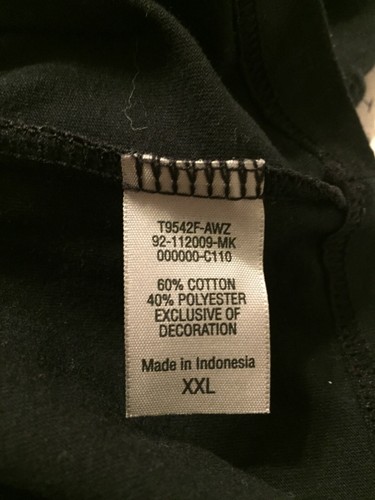 T9542F-AWZ
92-112009-MK
000000-C110
60% COTTON
40% POLYESTER
EXCLUSIVE OF
DECORATION
Made in Indonesia
XXL